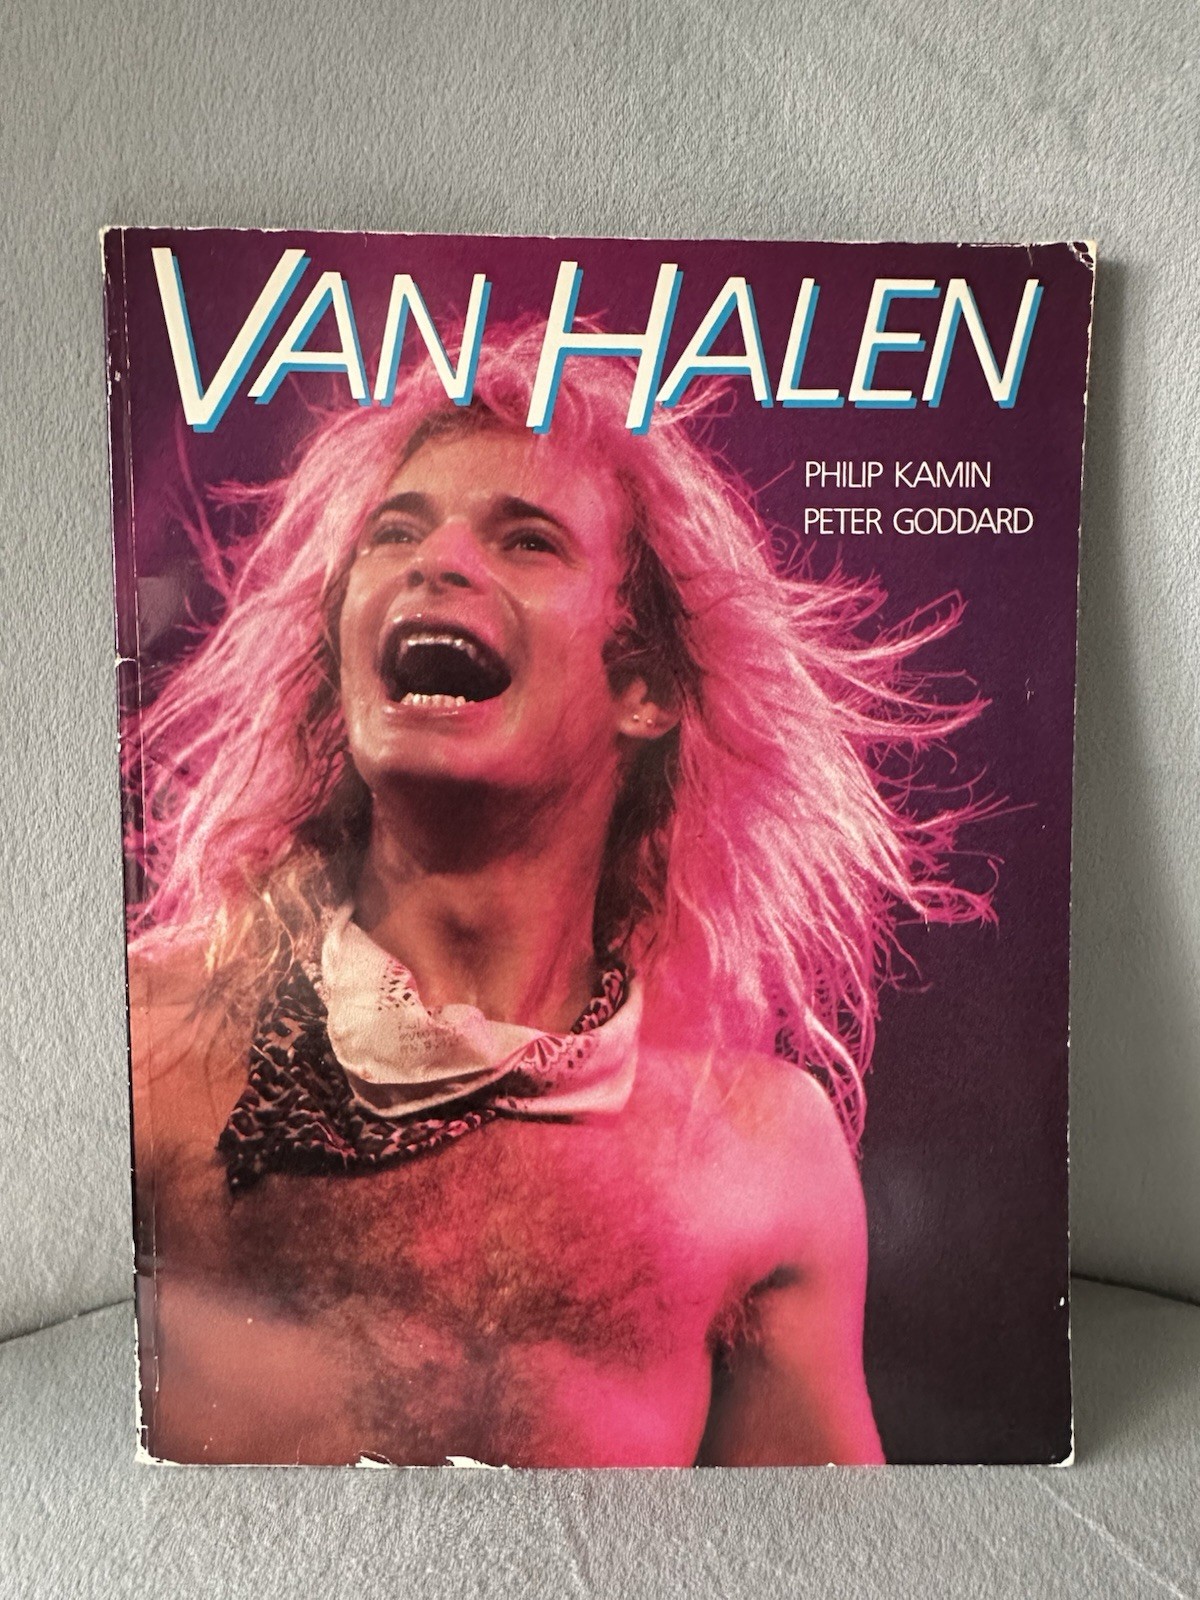 VAN HALEN
PHILIP KAMIN
PETER GODDARD